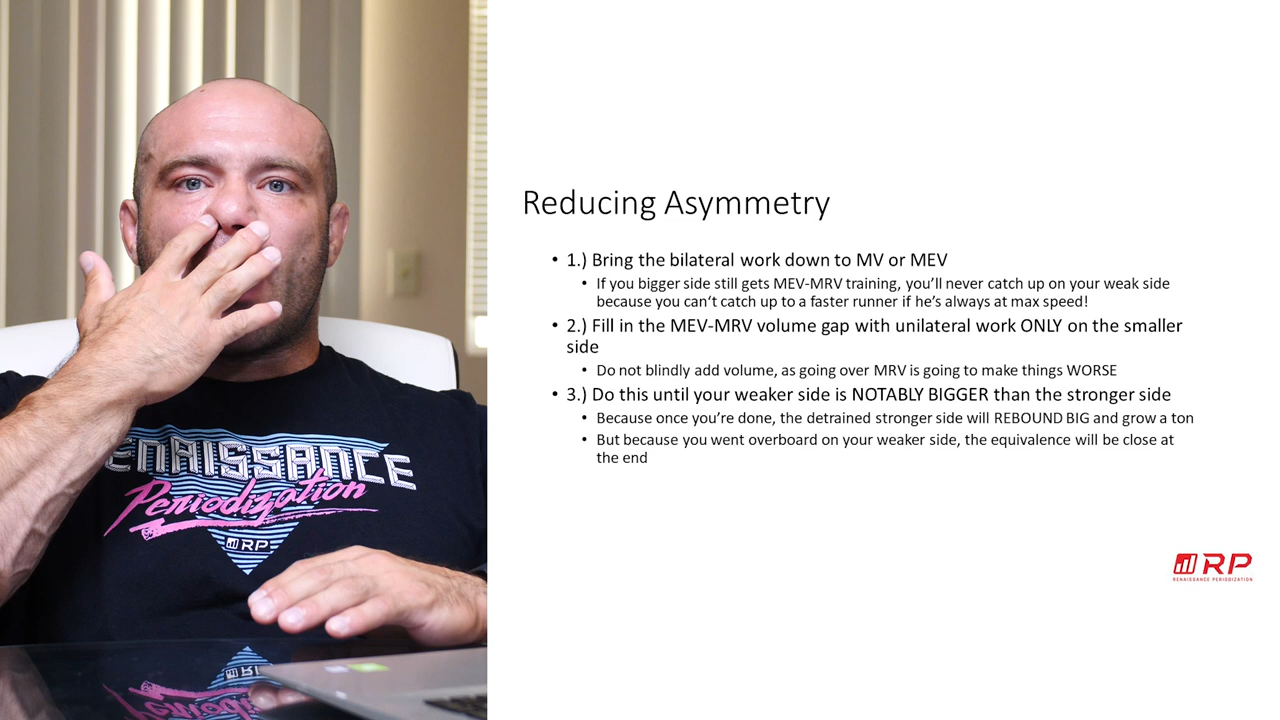 Reducing Asymmetry
• 1.) Bring the bilateral work down to MV or MEV
• If you bigger side still gets MEV-MRV training, you’ll never catch up on your weak side
because you can‘t catch up to a faster runner if he’s always at max speed!
• 2.) Fill in the MEV-MRV volume gap with unilateral work ONLY on the smaller
side
• Do not blindly add volume, as going over MRV is going to make things WORSE
• 3.) Do this until your weaker side is NOTABLY BIGGER than the stronger side
• Because once you’re done, the detrained stronger side will REBOUND BIG and grow a ton
• But because you went overboard on your weaker side, the equivalence will be close at
the end
ENAISSANCE
Periodization
RP
RP
RENAISSANCE PERIODIZATION